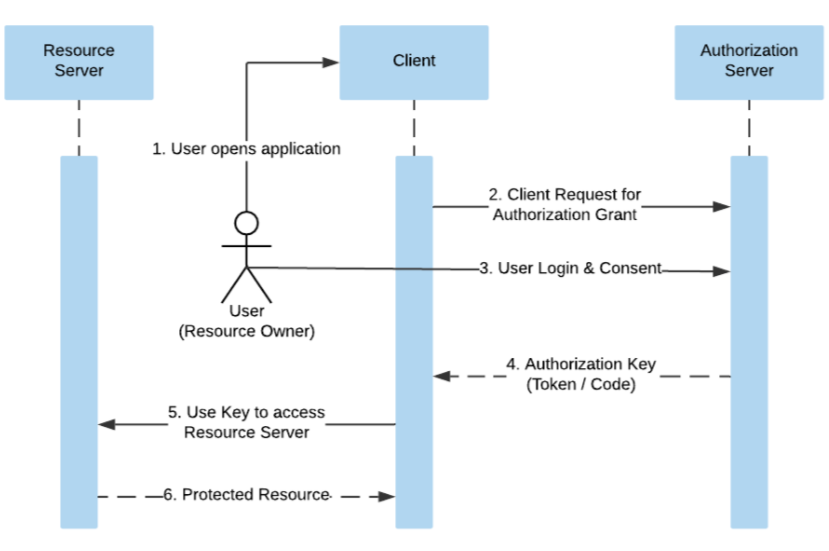 Resource
Server
Client
Authorization
Server
1. User opens application
2. Client Request for
Authorization Grant
3. User Login & Consent
User
(Resource Owner)
4. Authorization Key
(Token / Code)
5. Use Key to access
Resource Server
6. Protected Resource